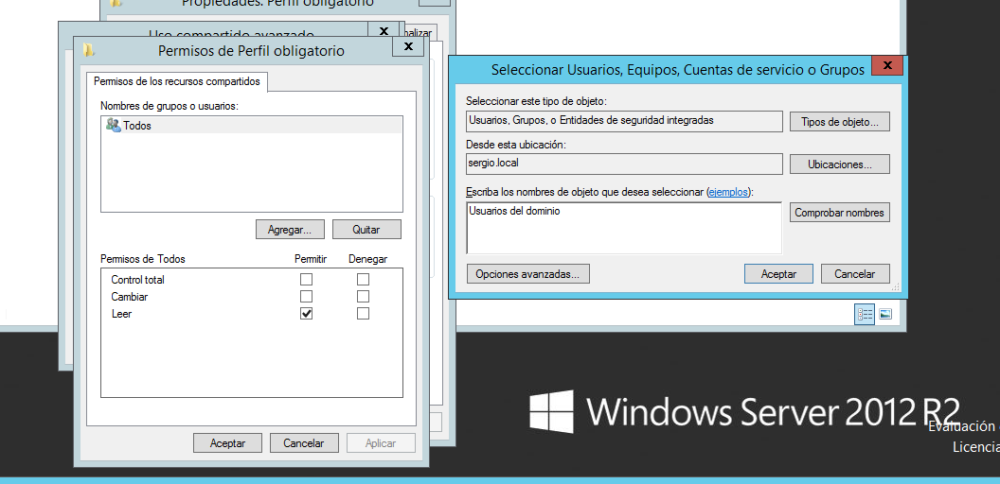 Propiedades: Perfil obligatorio
Uso compartido avanzado
Permisos de Perfil obligatorio
Permisos de los recursos compartidos
Nombres de grupos o usuarios:
Todos
Agregar...
Quitar
Permisos de Todos
Permitir
Denegar
Control total
Cambiar
Leer
Aceptar
Cancelar
Aplicar
Seleccionar Usuarios, Equipos, Cuentas de servicio o Grupos
Seleccionar este tipo de objeto:
Usuarios, Grupos, o Entidades de seguridad integradas
Tipos de objeto...
Desde esta ubicación:
sergio.local
Ubicaciones...
Escriba los nombres de objeto que desea seleccionar (ejemplos):
Usuarios del dominio
Comprobar nombres
Opciones avanzadas...
Aceptar
Cancelar
Windows Server 2012 R2
Evaluación
Licencia